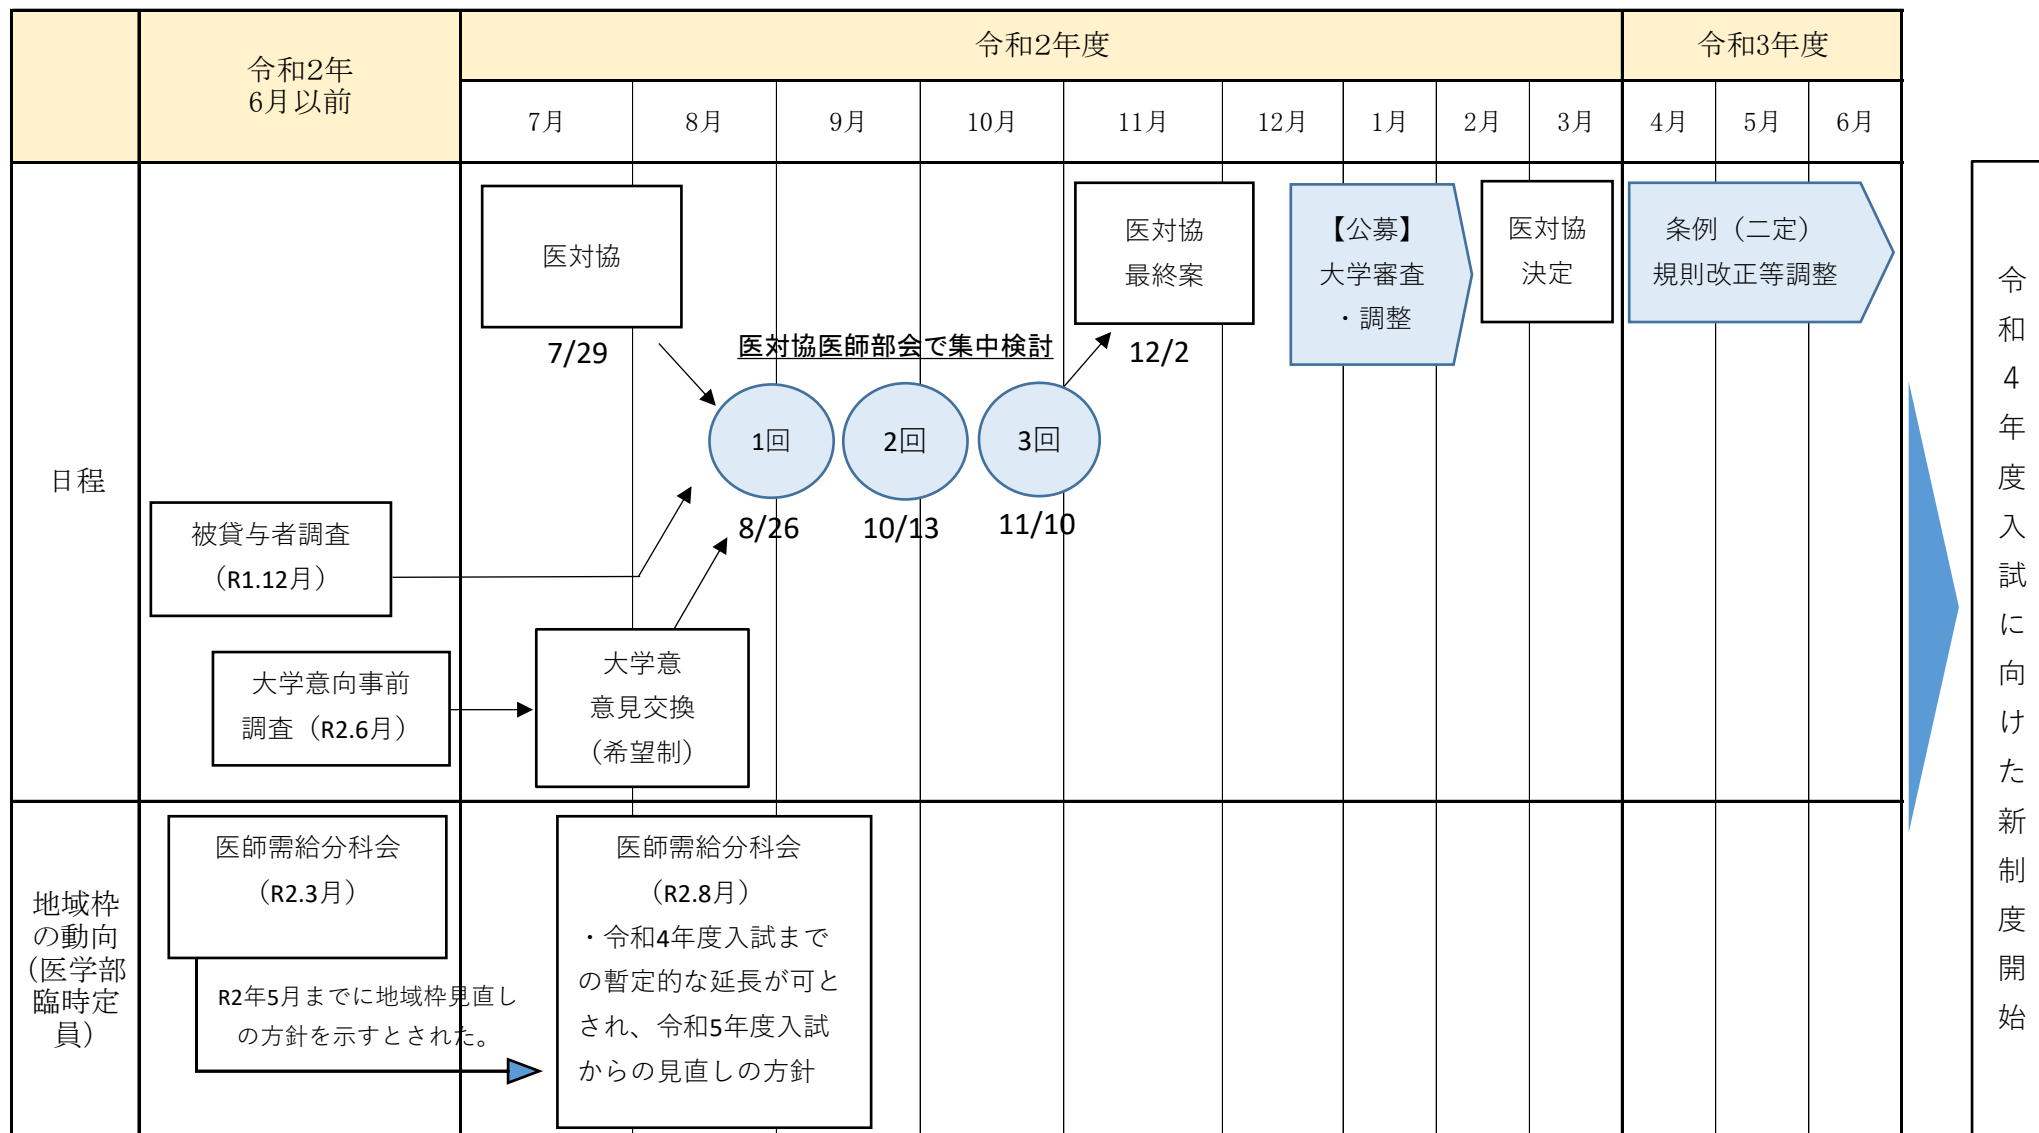 令和2年
6月以前
令和2年度
令和3年度
7月
8月
9月
10月
11月
12月
1月
2月
3月
4月
5月
6月
日程
医対協
7/29
医対協医師部会で集中検討
1回
2回
3回
8/26
10/13
11/10
医対協
最終案
12/2
【公募】
大学審査
・調整
医対協
決定
条例（二定）
規則改正等調整
被貸与者調査
（R1.12月）
大学意向事前
調査（R2.6月）
大学意
意見交換
（希望制）
地域枠
の動向
（医学部
臨時定
員）
医師需給分科会
（R2.3月）
R2年5月までに地域枠見直し
の方針を示すとされた。
医師需給分科会
（R2.8月）
・令和4年度入試まで
の暫定的な延長が可と
され、令和5年度入試
からの見直しの方針
令和4年度入試に向けた新制度開始